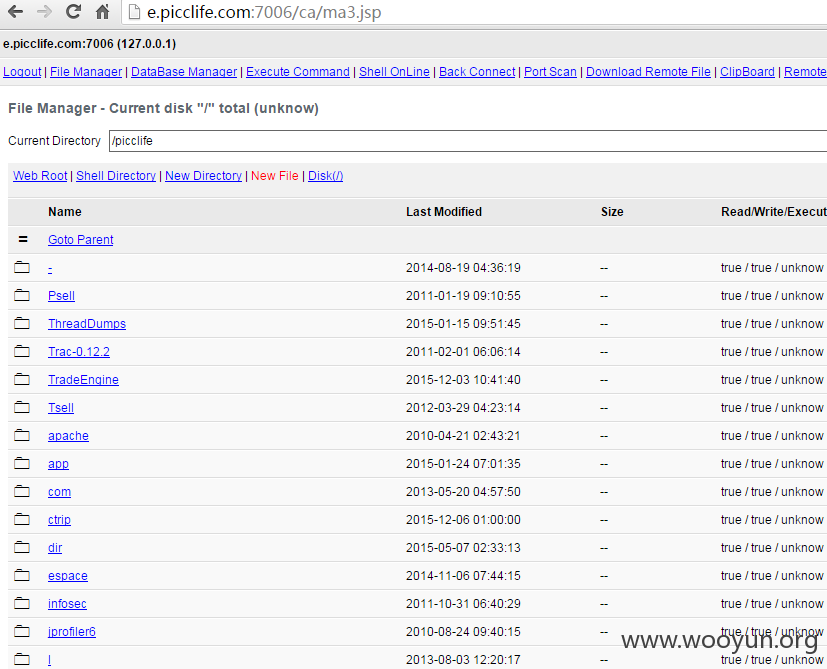 e.picclife.com:7006/ca/ma3.jsp
e.picclife.com:7006 (127.0.0.1)
Logout | File Manager | DataBase Manager | Execute Command | Shell OnLine | Back Connect | Port Scan | Download Remote File | ClipBoard | Remote
File Manager - Current disk "/" total (unknow)
Current Directory /picclife
Web Root | Shell Directory | New Directory | New File | Disk(/)
Name Last Modified Size Read/Write/Execut
= Goto Parent
- 2014-08-19 04:36:19 -- true / true / unknow
Psell 2011-01-19 09:10:55 -- true / true / unknow
ThreadDumps 2015-01-15 09:51:45 -- true / true / unknow
Trac-0.12.2 2011-02-01 06:06:14 -- true / true / unknow
TradeEngine 2015-12-03 10:41:40 -- true / true / unknow
Tsell 2012-03-29 04:23:14 -- true / true / unknow
apache 2010-04-21 02:43:21 -- true / true / unknow
app 2015-01-24 07:01:35 -- true / true / unknow
com 2013-05-20 04:57:50 -- true / true / unknow
ctrip 2015-12-06 01:00:00 -- true / true / unknow
dir 2015-05-07 02:33:13 -- true / true / unknow
espace 2014-11-06 07:44:15 -- true / true / unknow
infosec 2011-10-31 06:40:29 -- true / true / unknow
jprofiler6 2010-08-24 09:40:15 -- true / true / unknow
www.wooyun.org
l 2013-08-03 12:20:17 -- true / true / unknow